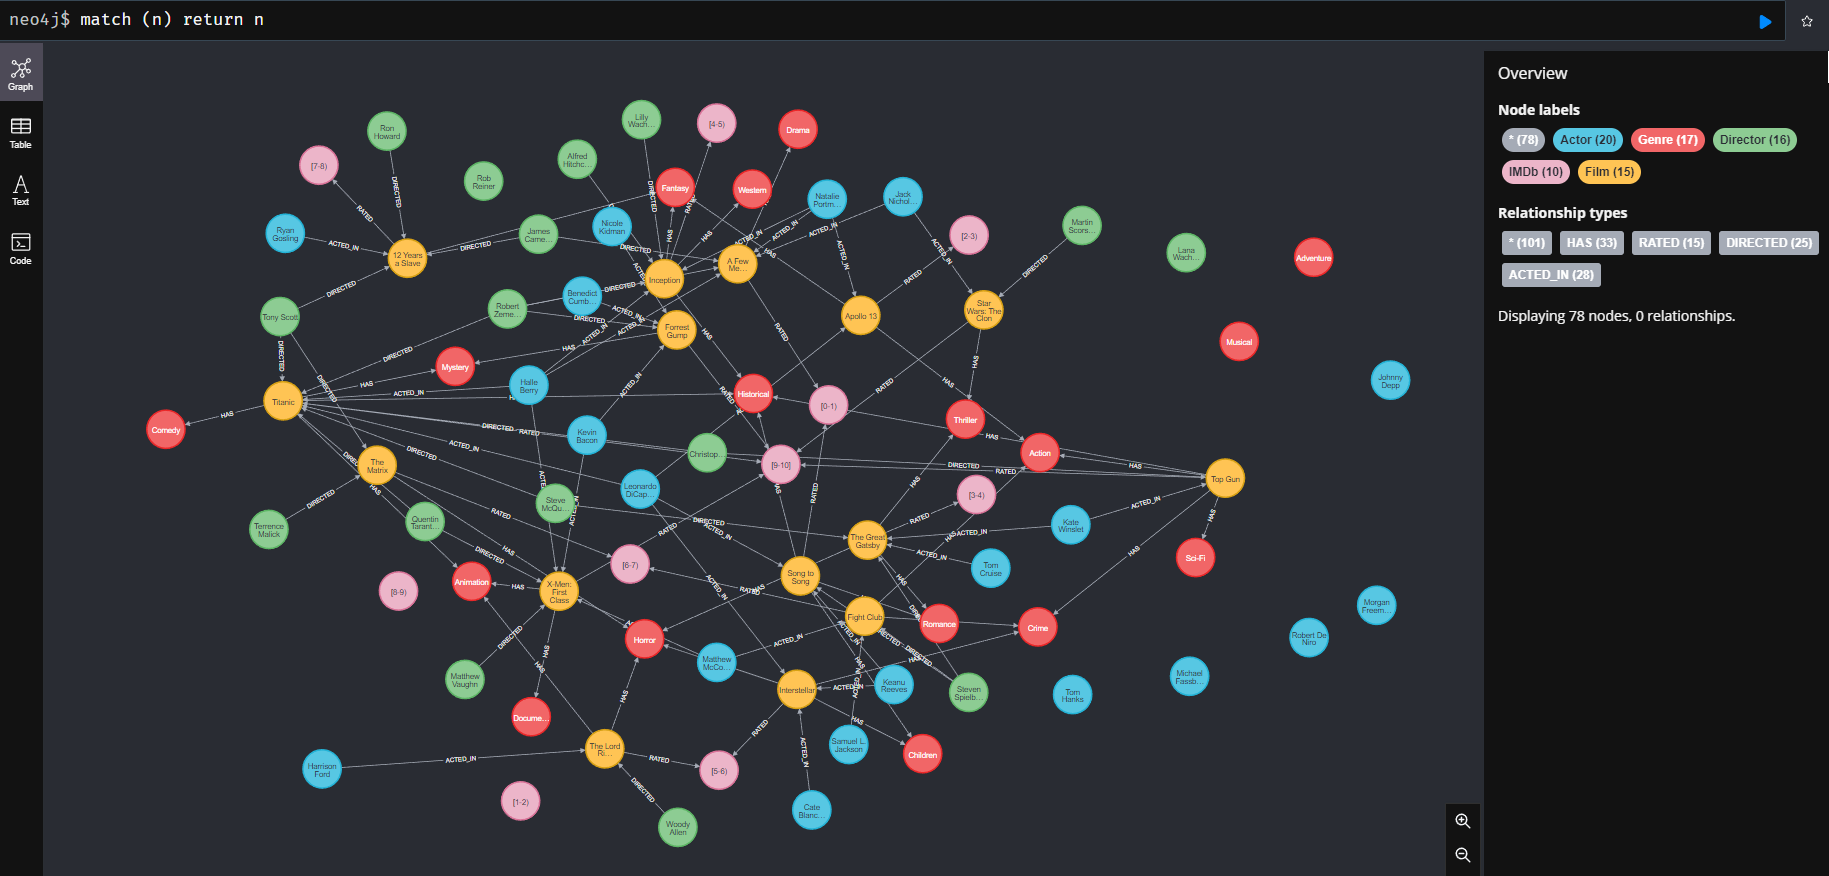 neo4j$ match (n) return n
Graph
Table
Text
Code
Overview
Node labels
* (78) Actor (20) Genre (17) Director (16)
IMDb (10) Film (15)
Relationship types
* (101) HAS (33) RATED (15) DIRECTED (25)
ACTED_IN (28)
Displaying 78 nodes, 0 relationships.
Lilly
Wach...
[4-5)
Drama
Ron
Howard
[7-8)
Alfred
Hitchc...
Rob
Reiner
Fantasy
Western
Natalie
Portm...
Jack
Nichol...
Ryan
Gosling
James
Came...
Nicole
Kidman
[2-3)
Martin
Scors...
Lana
Wach...
Adventure
12 Years
a Slave
A Few
Me...
Inception
Benedict
Cumb...
Robert
Zeme...
Tony Scott
Apollo 13
Star
Wars: The
Clon
Forrest
Gump
Musical
Mystery
Halle
Berry
Johnny
Depp
Titanic
Historical
[0-1)
Comedy
Thriller
Kevin
Bacon
Christop...
Action
The
Matrix
[9-10]
Top Gun
Leonardo
DiCap...
[3-4)
Steve
McQu...
Quentin
Tarant...
Terrence
Malick
Kate
Winslet
The Great
Gatsby
Sci-Fi
[6-7)
Tom
Cruise
Song to
Song
Animation
[8-9)
X-Men:
First
Class
Morgan
Freem...
Fight Club
Romance
Crime
Robert De
Niro
Horror
Matthew
McCo...
Matthew
Vaughn
Interstellar
Keanu
Reeves
Steven
Spielb...
Tom
Hanks
Michael
Fassb...
Docume...
Samuel L.
Jackson
Children
The Lord
Ri...
Harrison
Ford
[5-6)
[1-2)
Cate
Blanc...
Woody
Allen
DIRECTED
RATED
ACTED_IN
HAS